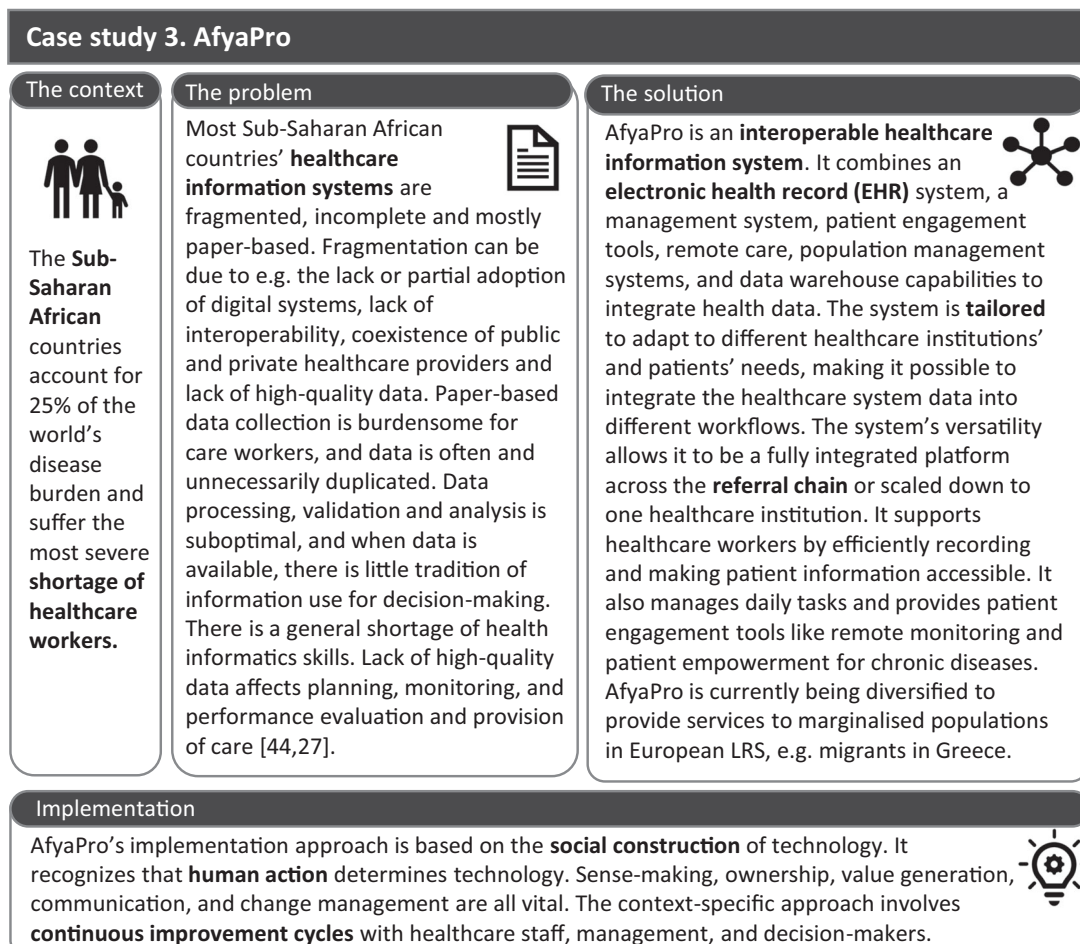 Case study 3. AfyaPro
The context
The Sub-
Saharan
African
countries
account for
25% of the
world's
disease
burden and
suffer the
most severe
shortage of
healthcare
workers.
The problem
Most Sub-Saharan African
countries' healthcare
information systems are
fragmented, incomplete and mostly
paper-based. Fragmentation can be
due to e.g. the lack or partial adoption
of digital systems, lack of
interoperability, coexistence of public
and private healthcare providers and
lack of high-quality data. Paper-based
data collection is burdensome for
care workers, and data is often and
unnecessarily duplicated. Data
processing, validation and analysis is
suboptimal, and when data is
available, there is little tradition of
information use for decision-making.
There is a general shortage of health
informatics skills. Lack of high-quality
data affects planning, monitoring, and
performance evaluation and provision
of care [44,27].
The solution
AfyaPro is an interoperable healthcare
information system. It combines an
electronic health record (EHR) system, a
management system, patient engagement
tools, remote care, population management
systems, and data warehouse capabilities to
integrate health data. The system is tailored
to adapt to different healthcare institutions'
and patients' needs, making it possible to
integrate the healthcare system data into
different workflows. The system's versatility
allows it to be a fully integrated platform
across the referral chain or scaled down to
one healthcare institution. It supports
healthcare workers by efficiently recording
and making patient information accessible. It
also manages daily tasks and provides patient
engagement tools like remote monitoring and
patient empowerment for chronic diseases.
AfyaPro is currently being diversified to
provide services to marginalised populations
in European LRS, e.g. migrants in Greece.
Implementation
AfyaPro's implementation approach is based on the social construction of technology. It
recognizes that human action determines technology. Sense-making, ownership, value generation,
communication, and change management are all vital. The context-specific approach involves
continuous improvement cycles with healthcare staff, management, and decision-makers.